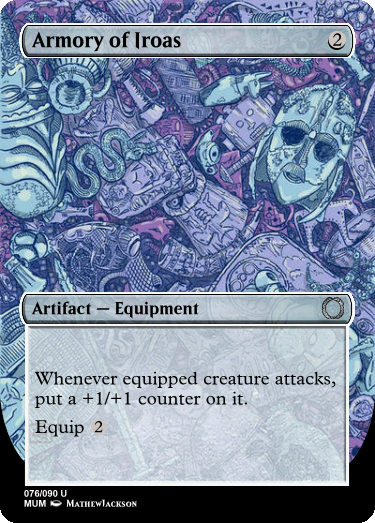 Armory of Iroas 2
Artifact — Equipment
Whenever equipped creature attacks,
put a +1/+1 counter on it.
Equip 2
076/090 U
MUM MathewJackson